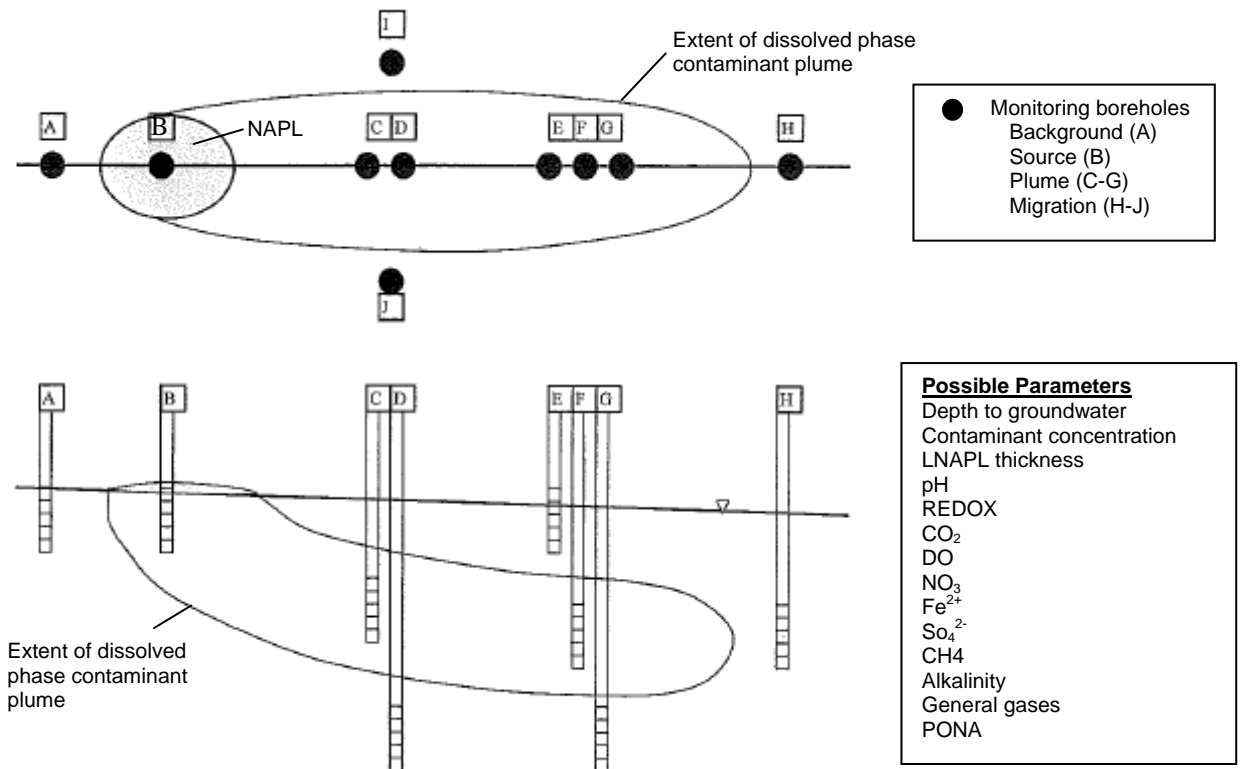 I
Extent of dissolved phase
contaminant plume
A
B
NAPL
C D
E F G
H
J
Monitoring boreholes
Background (A)
Source (B)
Plume (C-G)
Migration (H-J)
A
B
C D
E F G
H
Extent of dissolved
phase contaminant
plume
Possible Parameters
Depth to groundwater
Contaminant concentration
LNAPL thickness
pH
REDOX
CO2
DO
NO3
Fe2+
So42-
CH4
Alkalinity
General gases
PONA